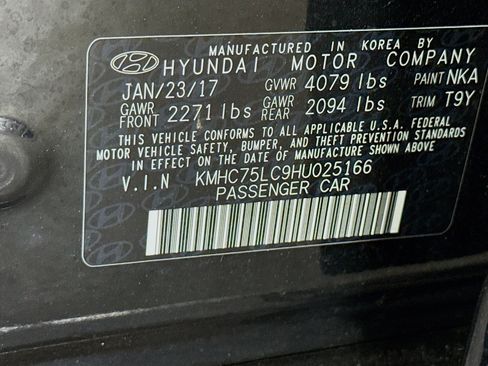 MANUFACTURED IN KOREA BY
HYUNDAI MOTOR COMPANY
JAN/23/17 GVWR 4079 lbs PAINT NKA
GAWR FRONT 2271 lbs GAWR REAR 2094 lbs TRIM T9Y
THIS VEHICLE CONFORMS TO ALL APPLICABLE U.S.A. FEDERAL
MOTOR VEHICLE SAFETY, BUMPER, AND THEFT PREVENTION STANDARDS
IN EFFECT ON THE DATE OF MANUFACTURE SHOWN ABOVE
V.I.N KMHC75LC9HU025166
PASSENGER CAR